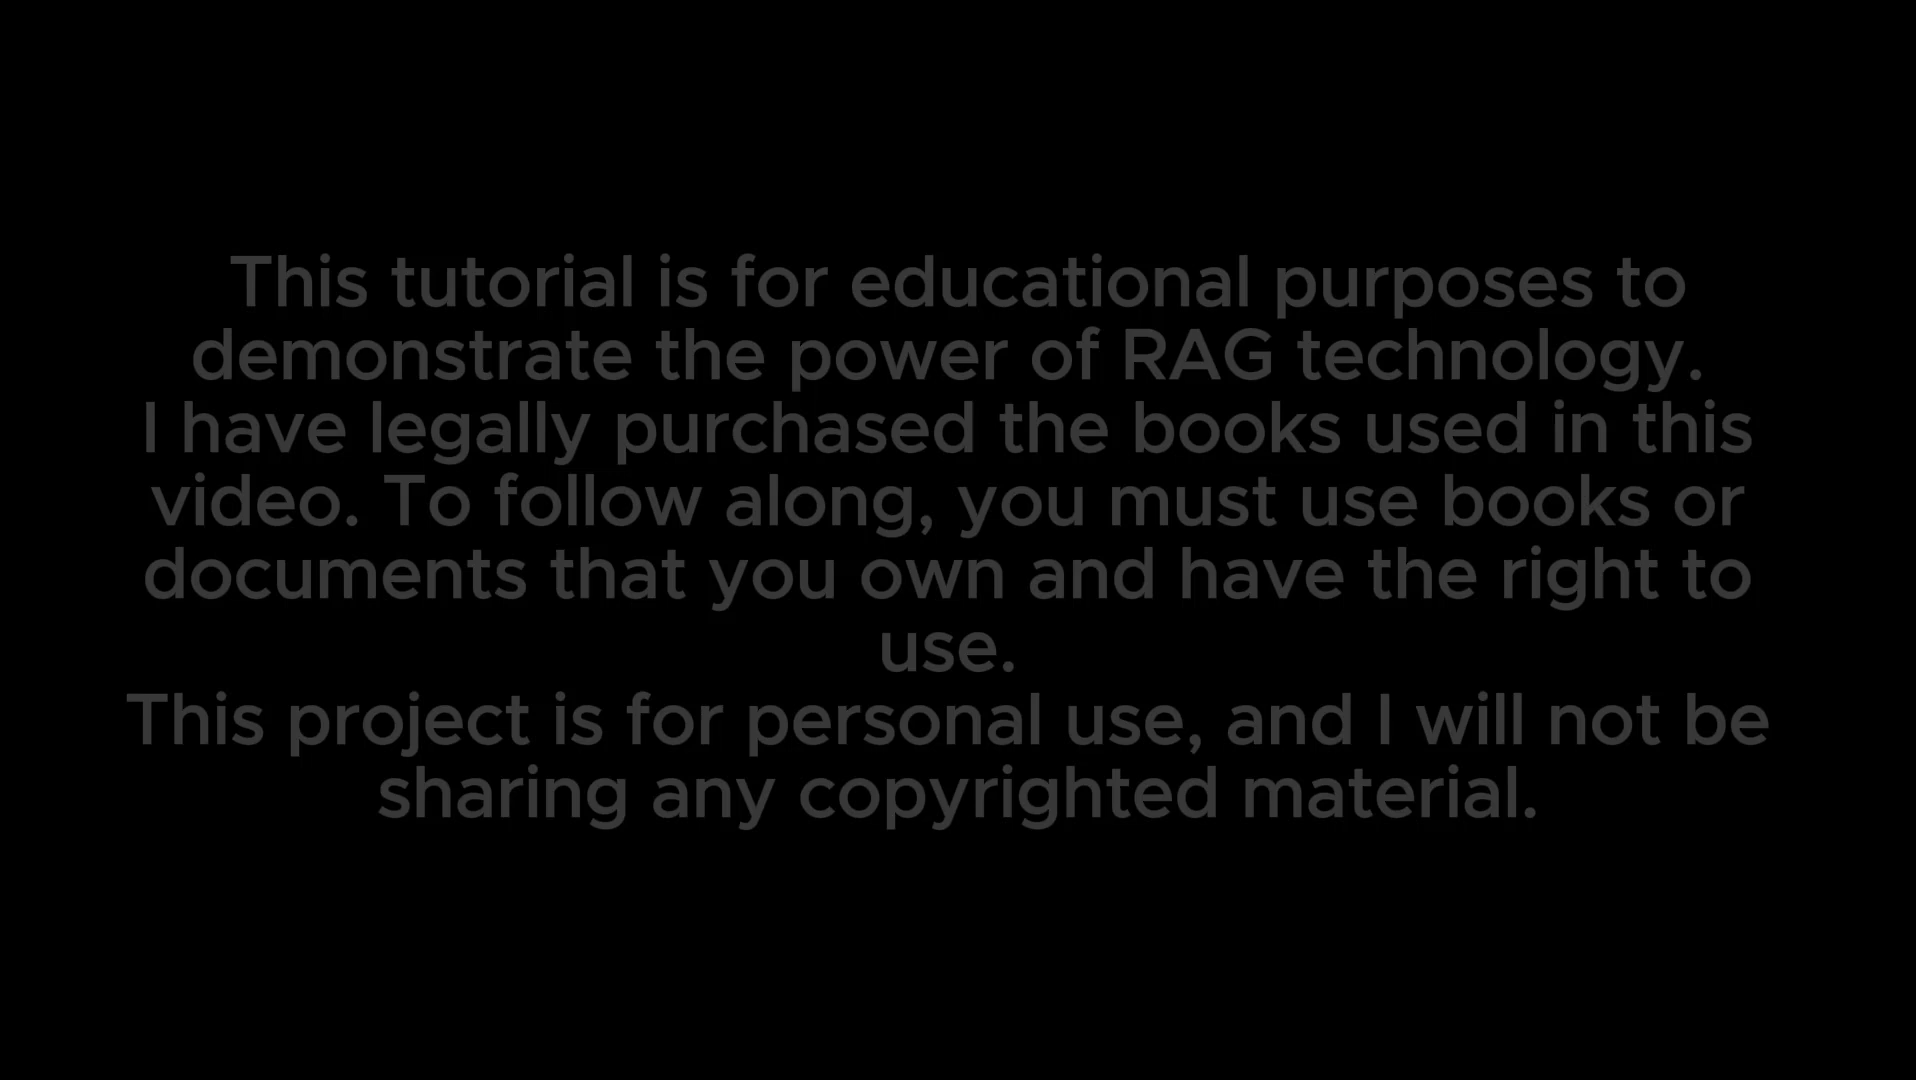 This tutorial is for educational purposes to
demonstrate the power of RAG technology.
I have legally purchased the books used in this
video. To follow along, you must use books or
documents that you own and have the right to
use.
This project is for personal use, and I will not be
sharing any copyrighted material.